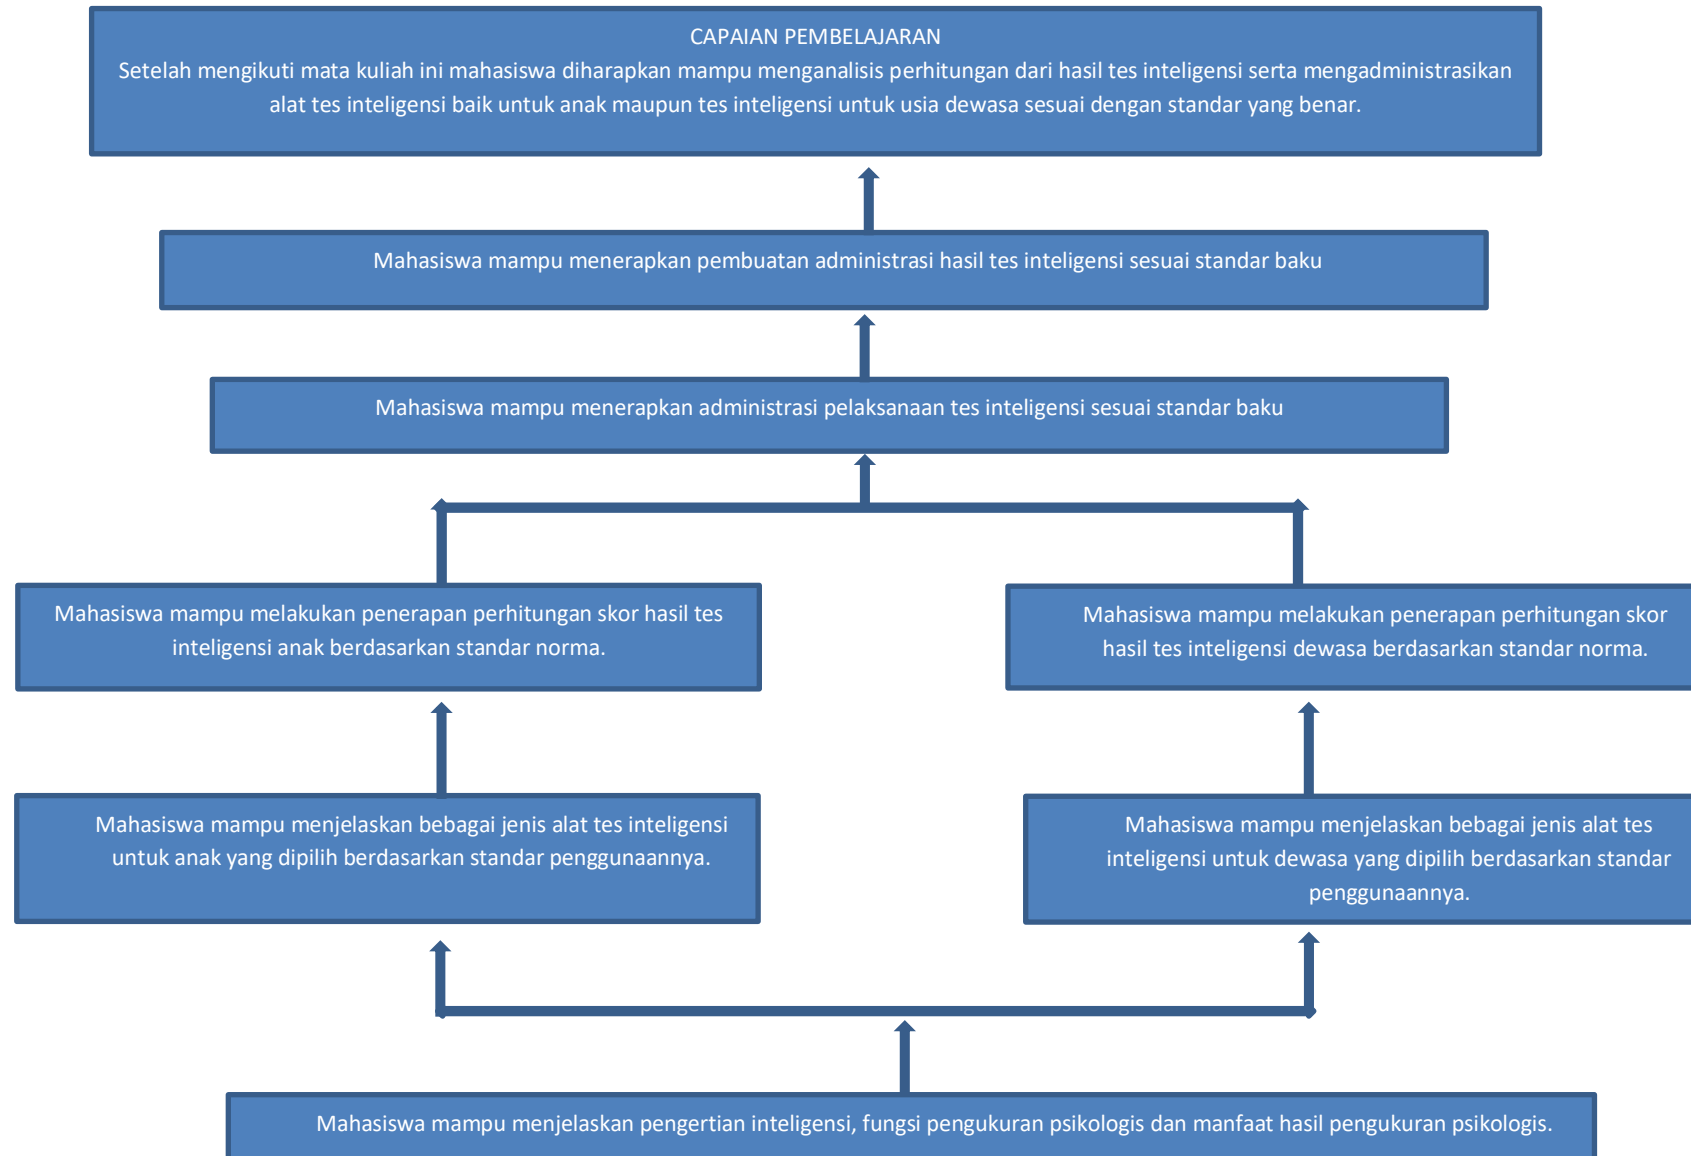 CAPAIAN PEMBELAJARAN
Setelah mengikuti mata kuliah ini mahasiswa diharapkan mampu menganalisis perhitungan dari hasil tes inteligensi serta mengadministrasikan
alat tes inteligensi baik untuk anak maupun tes inteligensi untuk usia dewasa sesuai dengan standar yang benar.
Mahasiswa mampu menerapkan pembuatan administrasi hasil tes inteligensi sesuai standar baku
Mahasiswa mampu menerapkan administrasi pelaksanaan tes inteligensi sesuai standar baku
Mahasiswa mampu melakukan penerapan perhitungan skor hasil tes
inteligensi anak berdasarkan standar norma.
Mahasiswa mampu melakukan penerapan perhitungan skor
hasil tes inteligensi dewasa berdasarkan standar norma.
Mahasiswa mampu menjelaskan bebagai jenis alat tes inteligensi
untuk anak yang dipilih berdasarkan standar penggunaannya.
Mahasiswa mampu menjelaskan bebagai jenis alat tes
inteligensi untuk dewasa yang dipilih berdasarkan standar
penggunaannya.
Mahasiswa mampu menjelaskan pengertian inteligensi, fungsi pengukuran psikologis dan manfaat hasil pengukuran psikologis.